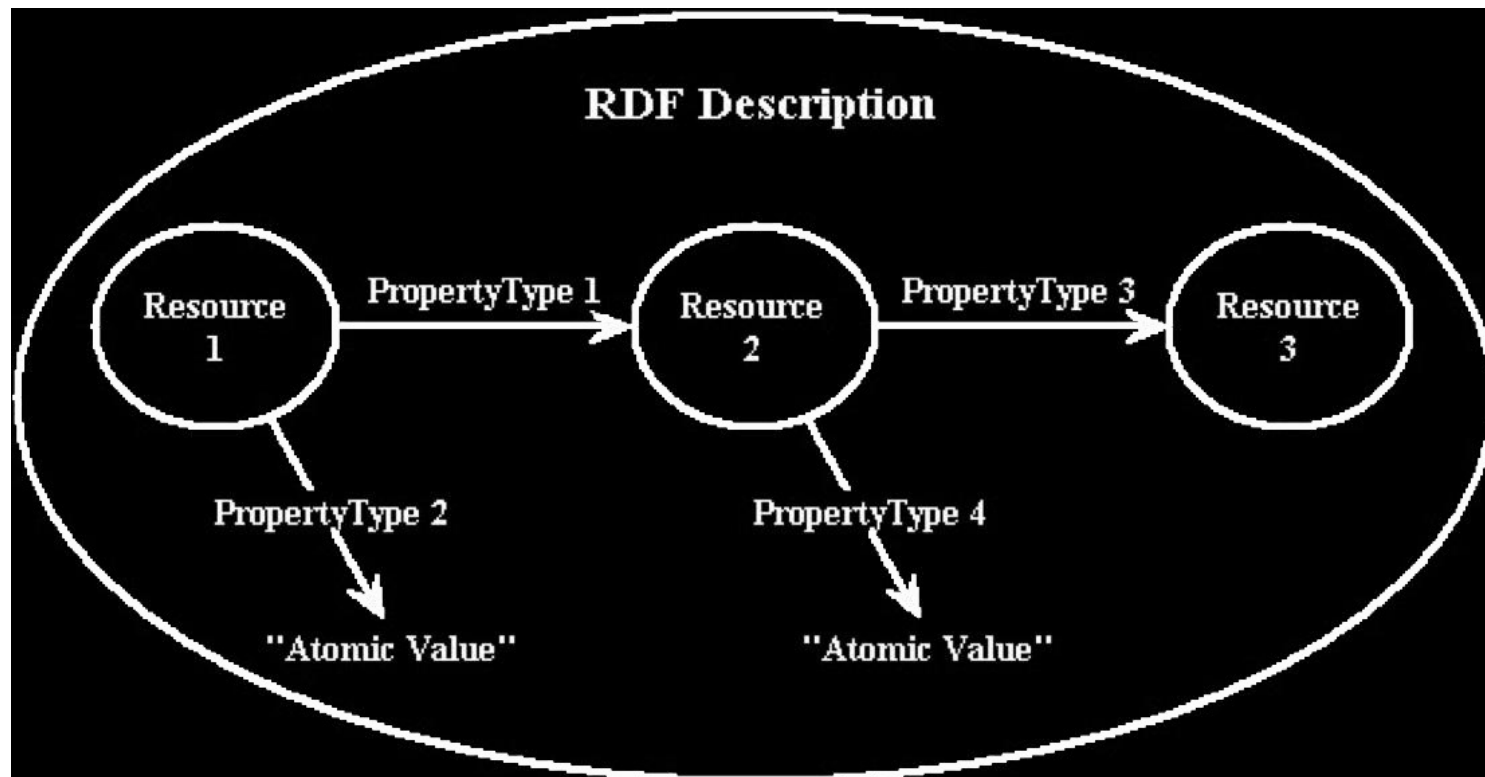 RDF Description
Resource
1
PropertyType 1
Resource
2
PropertyType 3
Resource
3
PropertyType 2
PropertyType 4
"Atomic Value"
"Atomic Value"